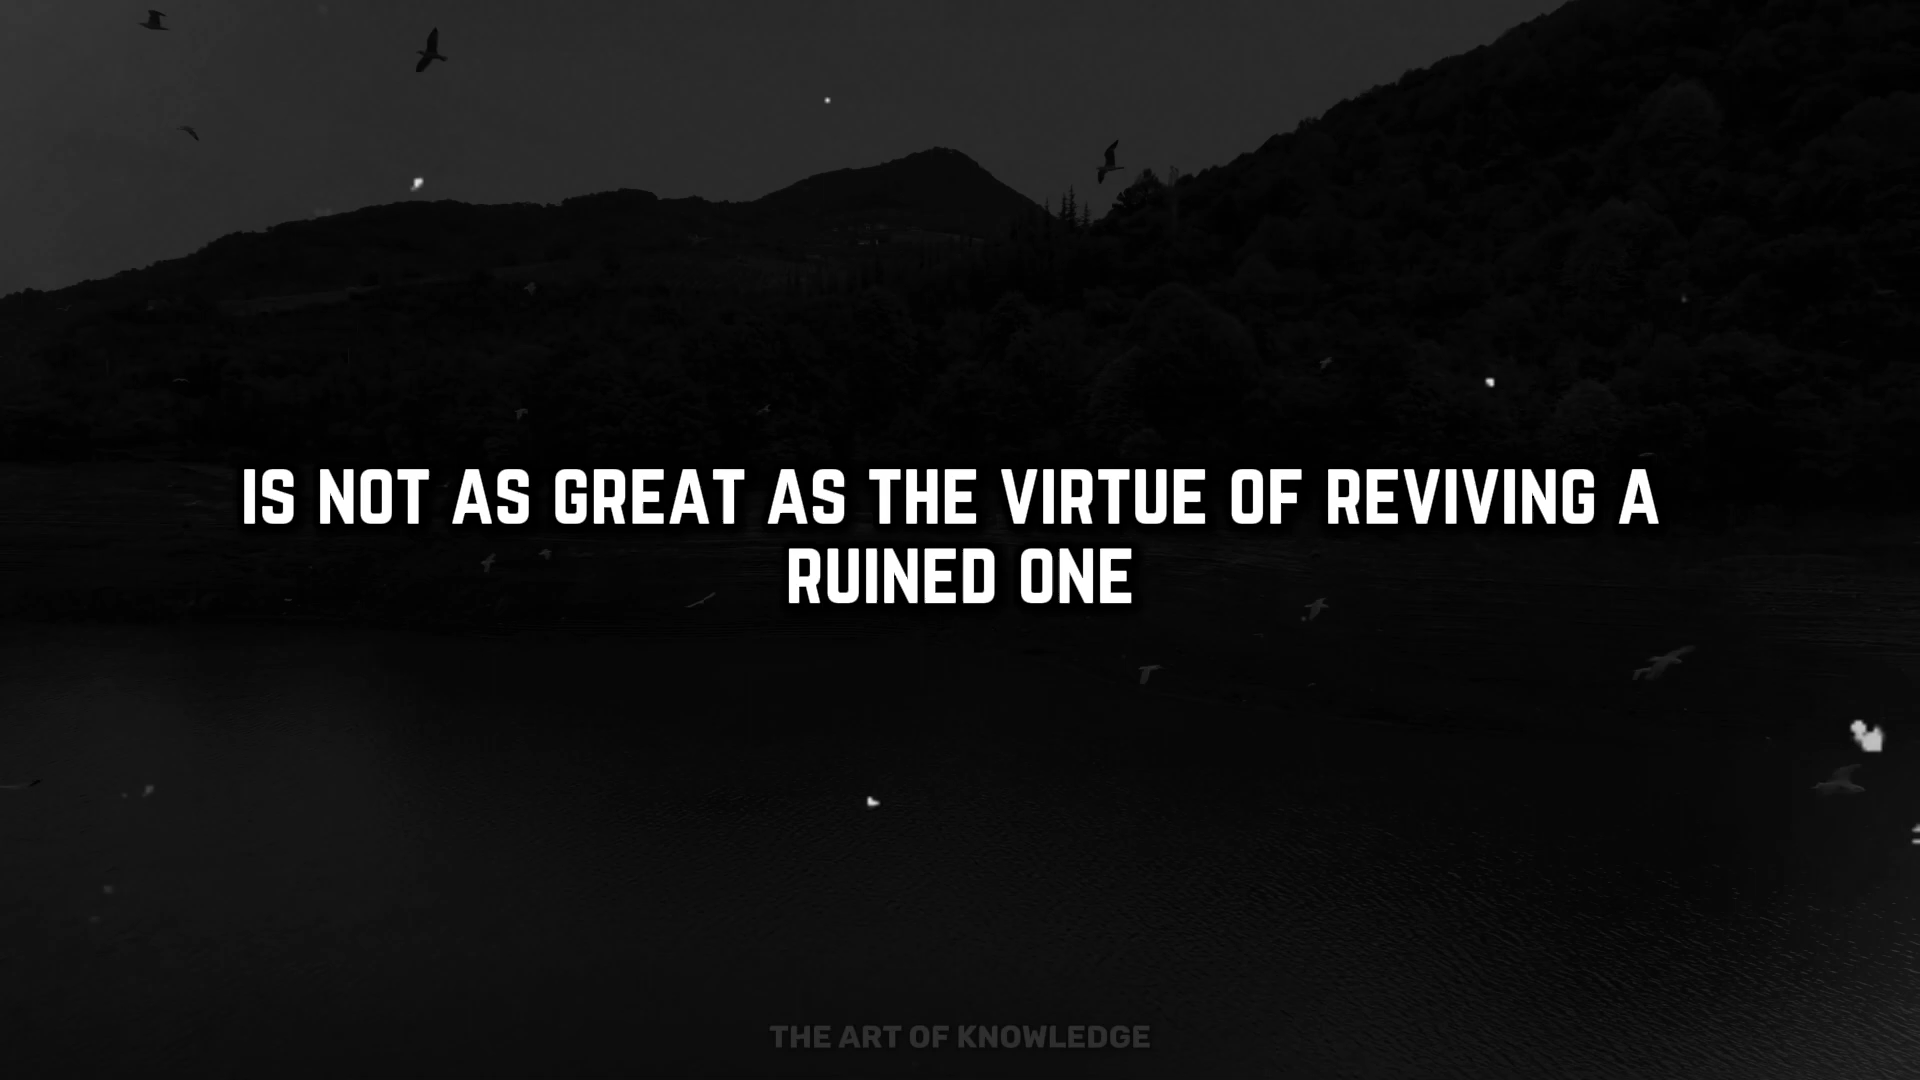 IS NOT AS GREAT AS THE VIRTUE OF REVIVING A
RUINED ONE
THE ART OF KNOWLEDGE